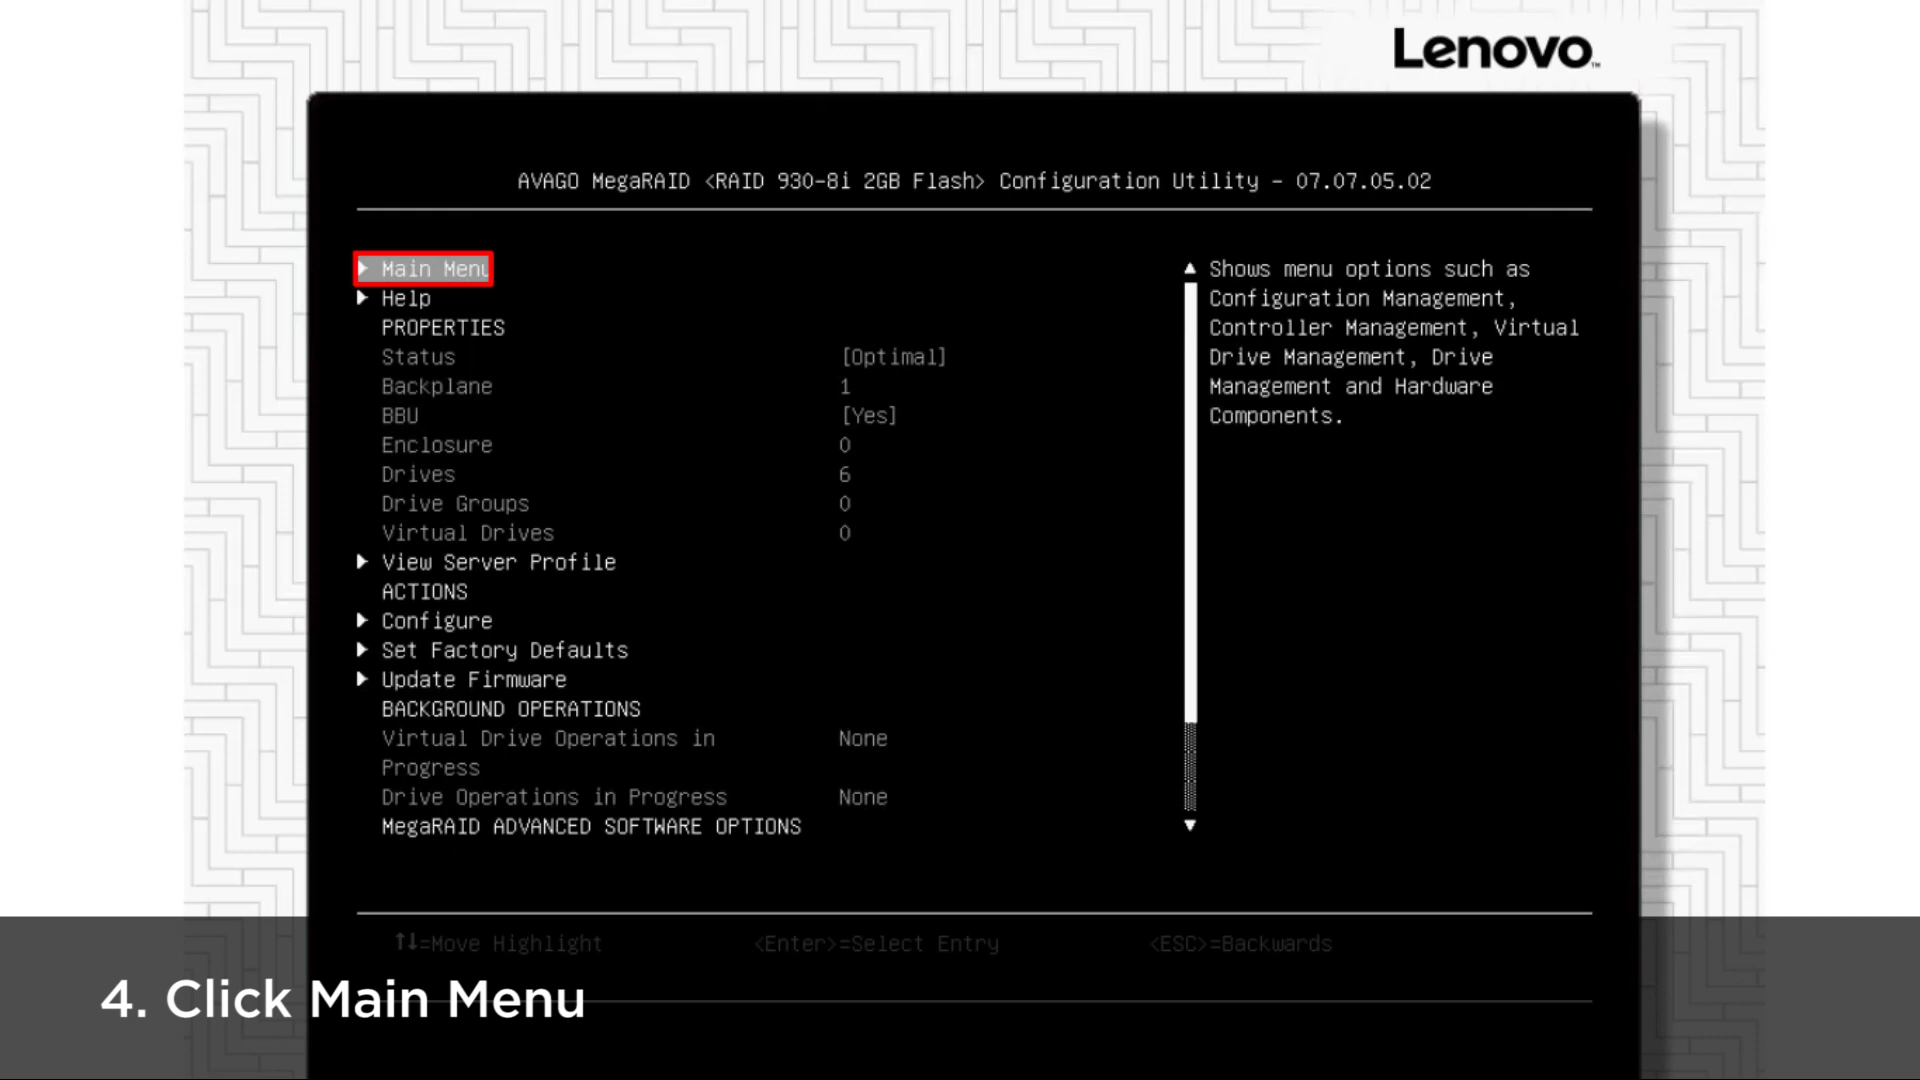 Lenovo™
AVAGO MegaRAID <RAID 930-8i 2GB Flash> Configuration Utility - 07.07.05.02
Main Menu
Help
PROPERTIES
Status [Optimal]
Backplane 1
BBU [Yes]
Enclosure 0
Drives 6
Drive Groups 0
Virtual Drives 0
View Server Profile
ACTIONS
Configure
Set Factory Defaults
Update Firmware
BACKGROUND OPERATIONS
Virtual Drive Operations in None
Progress
Drive Operations in Progress None
MegaRAID ADVANCED SOFTWARE OPTIONS
Shows menu options such as
Configuration Management,
Controller Management, Virtual
Drive Management, Drive
Management and Hardware
Components.
↑↓=Move Highlight <Enter>=Select Entry <ESC>=Backwards
4. Click Main Menu